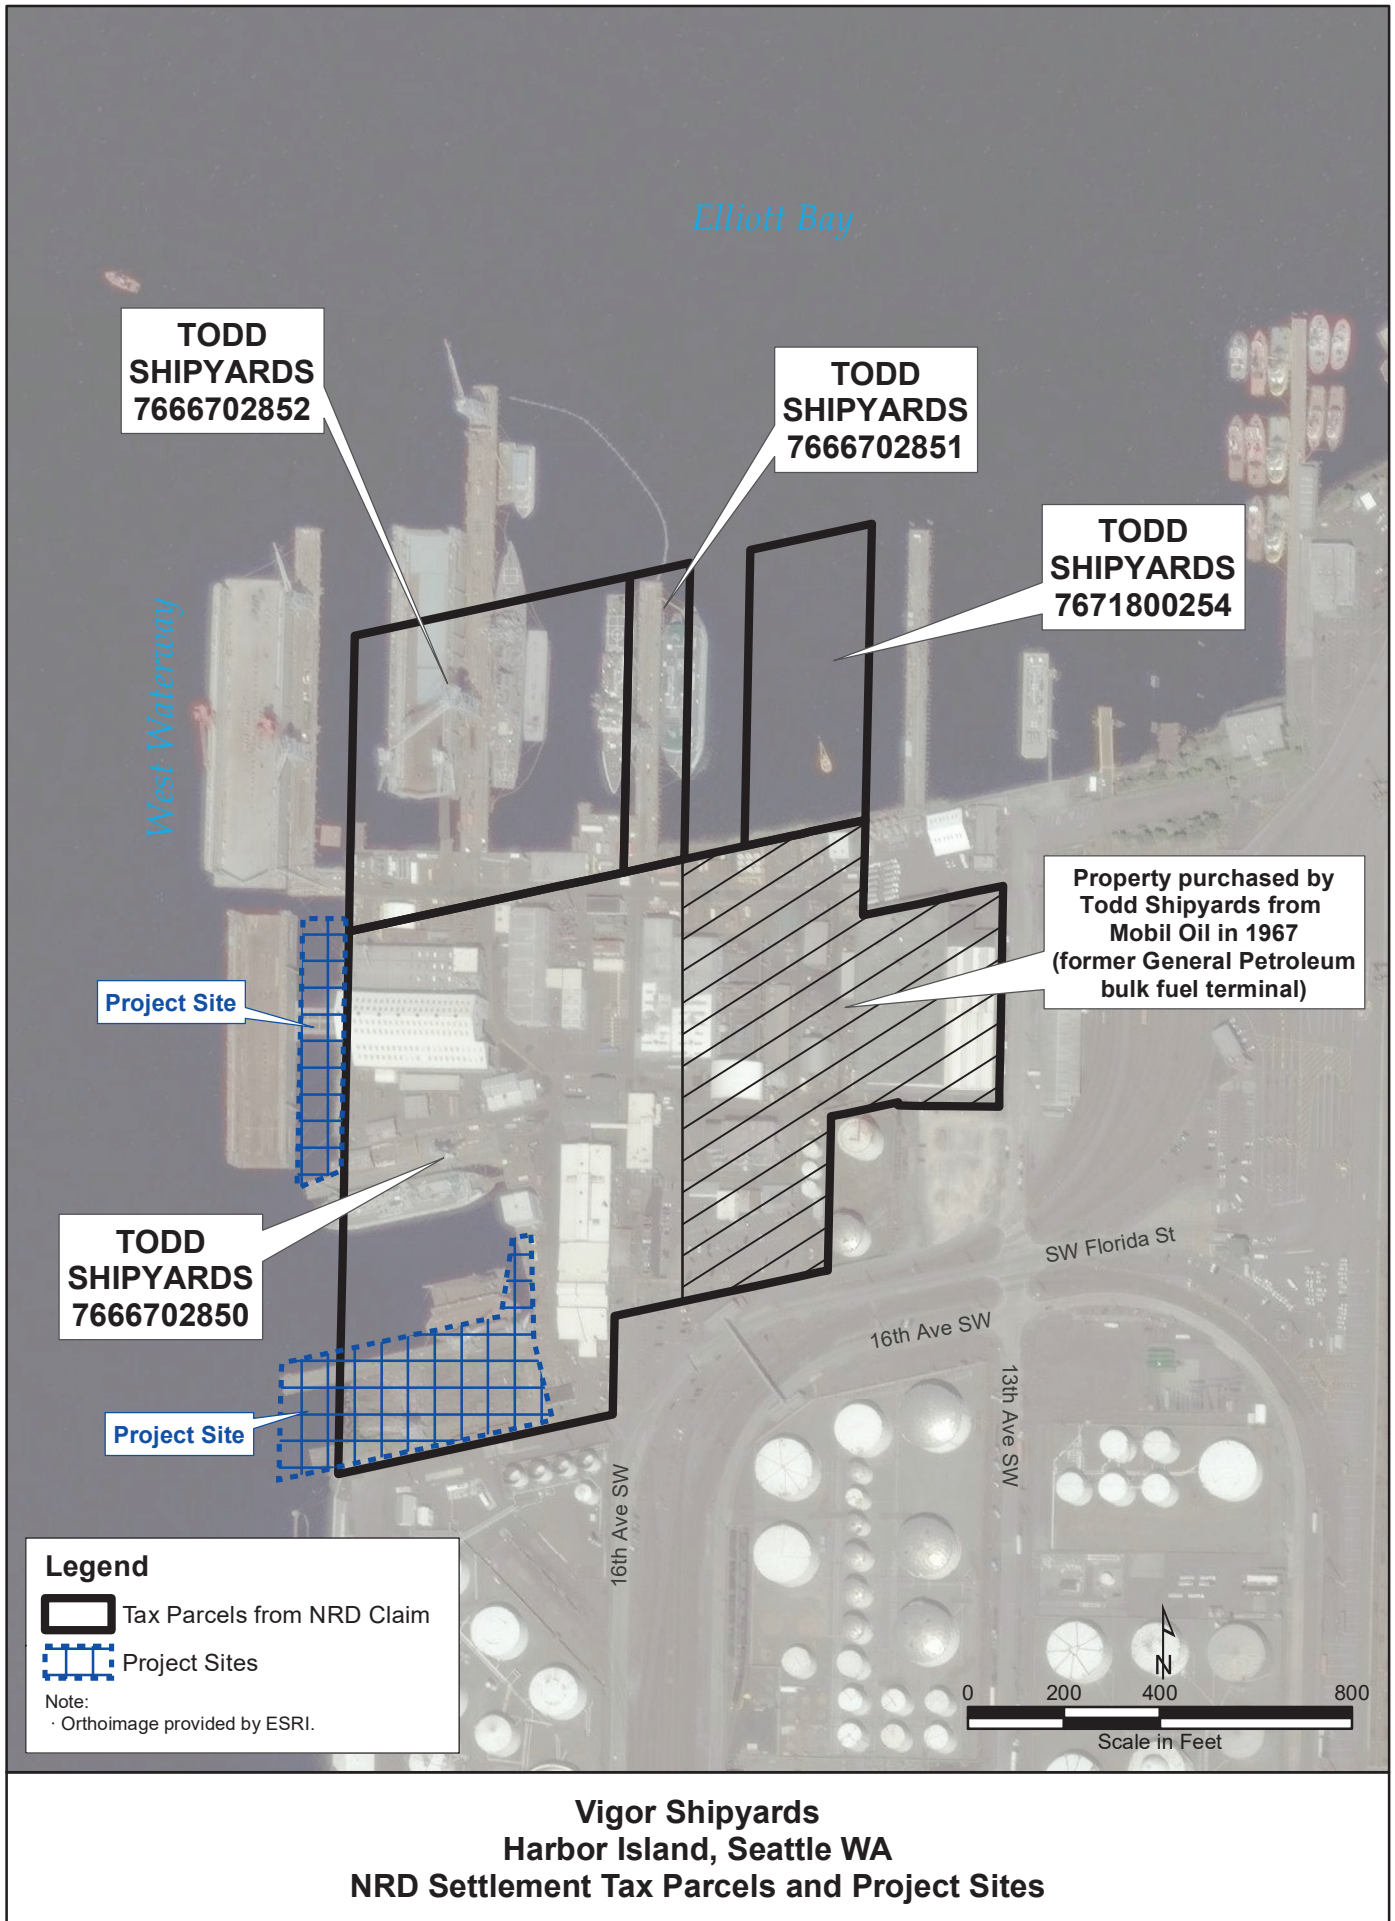 Elliott Bay
TODD
SHIPYARDS
7666702852
TODD
SHIPYARDS
7666702851
TODD
SHIPYARDS
7671800254
West Waterway
Property purchased by
Todd Shipyards from
Mobil Oil in 1967
(former General Petroleum
bulk fuel terminal)
Project Site
TODD
SHIPYARDS
7666702850
SW Florida St
16th Ave SW
13th Ave SW
Project Site
16th Ave SW
Legend
Tax Parcels from NRD Claim
Project Sites
Note:
· Orthoimage provided by ESRI.
N
0 200 400 800
Scale in Feet
Vigor Shipyards
Harbor Island, Seattle WA
NRD Settlement Tax Parcels and Project Sites